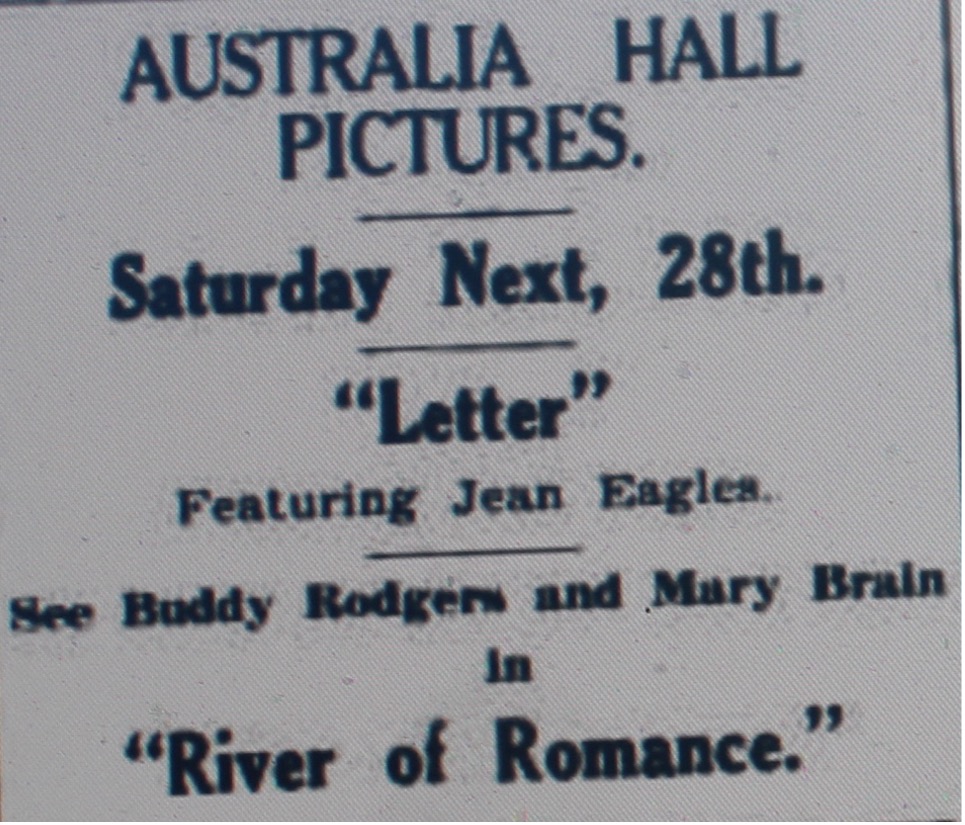 AUSTRALIA HALL
PICTURES.
Saturday Next, 28th.
"Letter"
Featuring Jean Eagles.
See Buddy Rodgers and Mary Brain
in
"River of Romance."